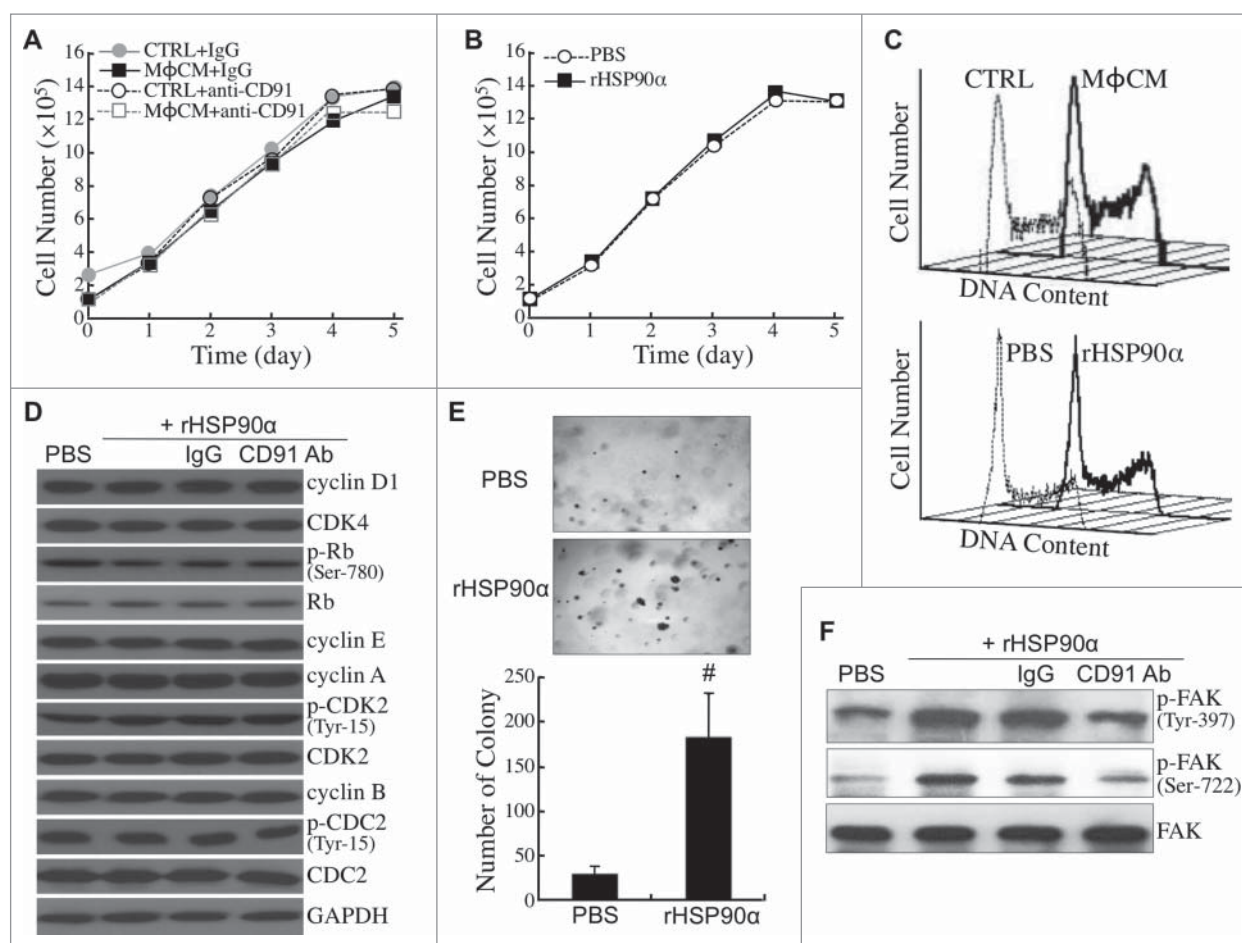 A
CTRL+IgG
MϕCM+IgG
CTRL+anti-CD91
MϕCM+anti-CD91
Cell Number (×10⁵)
16
14
12
10
8
6
4
2
0
0 1 2 3 4 5
Time (day)
B
PBS
rHSP90α
Cell Number (×10⁵)
16
14
12
10
8
6
4
2
0
0 1 2 3 4 5
Time (day)
C
CTRL MϕCM
Cell Number
DNA Content
PBS rHSP90α
Cell Number
DNA Content
D
+ rHSP90α
PBS IgG CD91 Ab
cyclin D1
CDK4
p-Rb
(Ser-780)
Rb
cyclin E
cyclin A
p-CDK2
(Tyr-15)
CDK2
cyclin B
p-CDC2
(Tyr-15)
CDC2
GAPDH
E
PBS
rHSP90α
Number of Colony
250
200
150
100
50
0
#
PBS rHSP90α
F
+ rHSP90α
PBS IgG CD91 Ab
p-FAK
(Tyr-397)
p-FAK
(Ser-722)
FAK